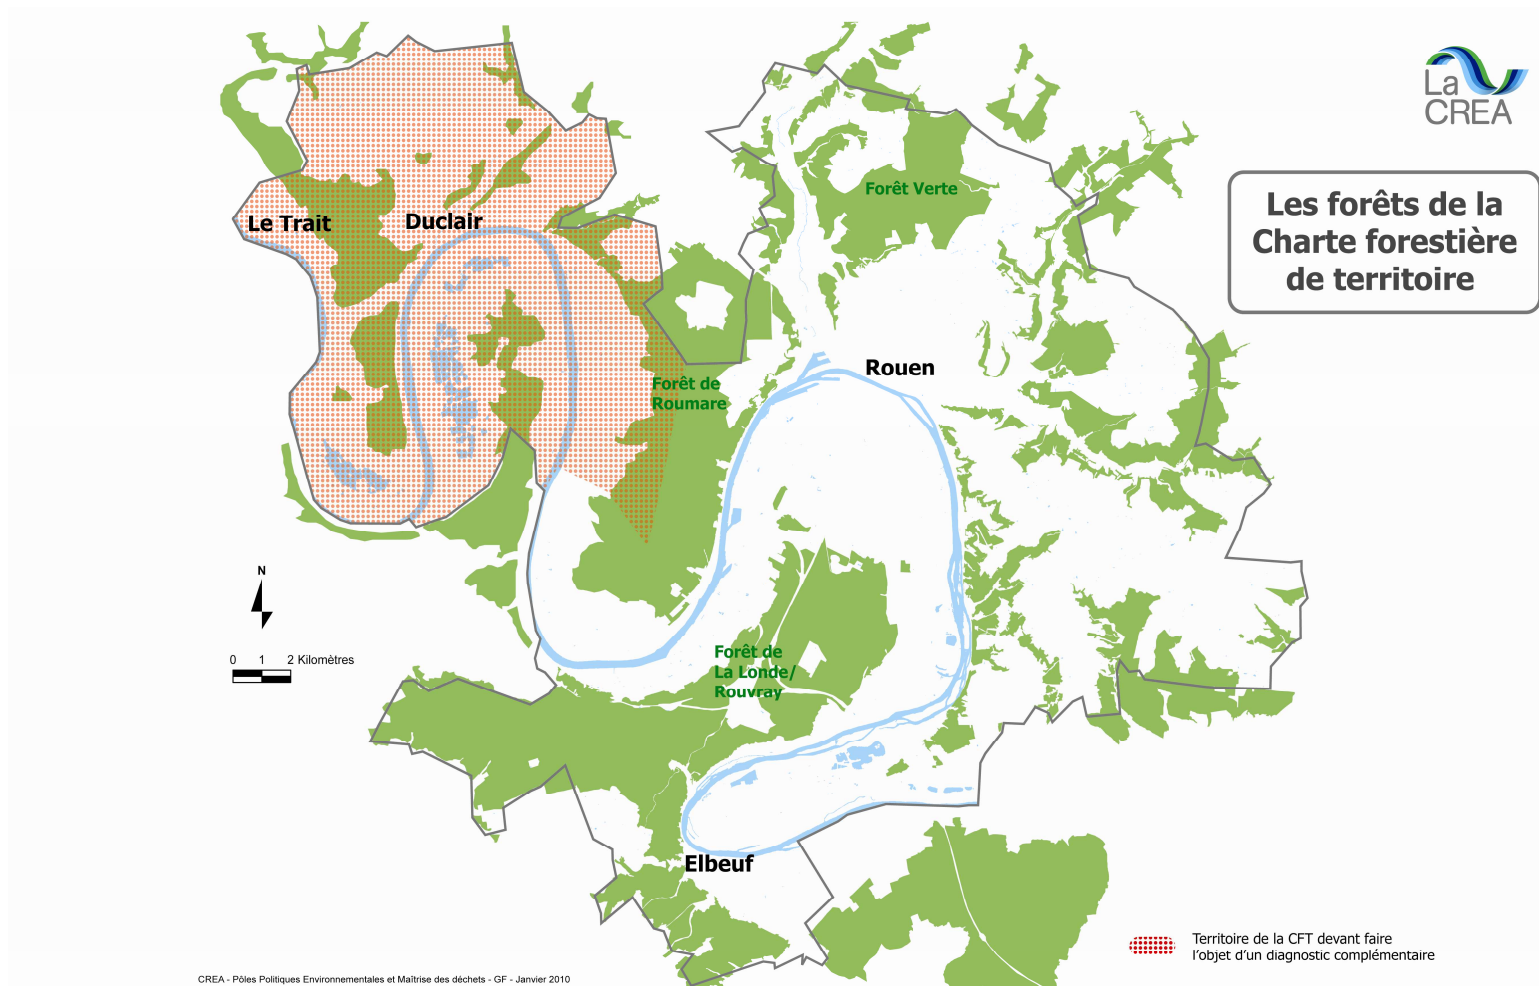 La
CREA
Les forêts de la
Charte forestière
de territoire
Forêt Verte
Le Trait
Duclair
Rouen
Forêt de
Roumare
N
0 1 2 Kilomètres
Forêt de
La Londe/
Rouvray
Elbeuf
Territoire de la CFT devant faire
l'objet d'un diagnostic complémentaire
CREA - Pôles Politiques Environnementales et Maîtrise des déchets - GF - Janvier 2010